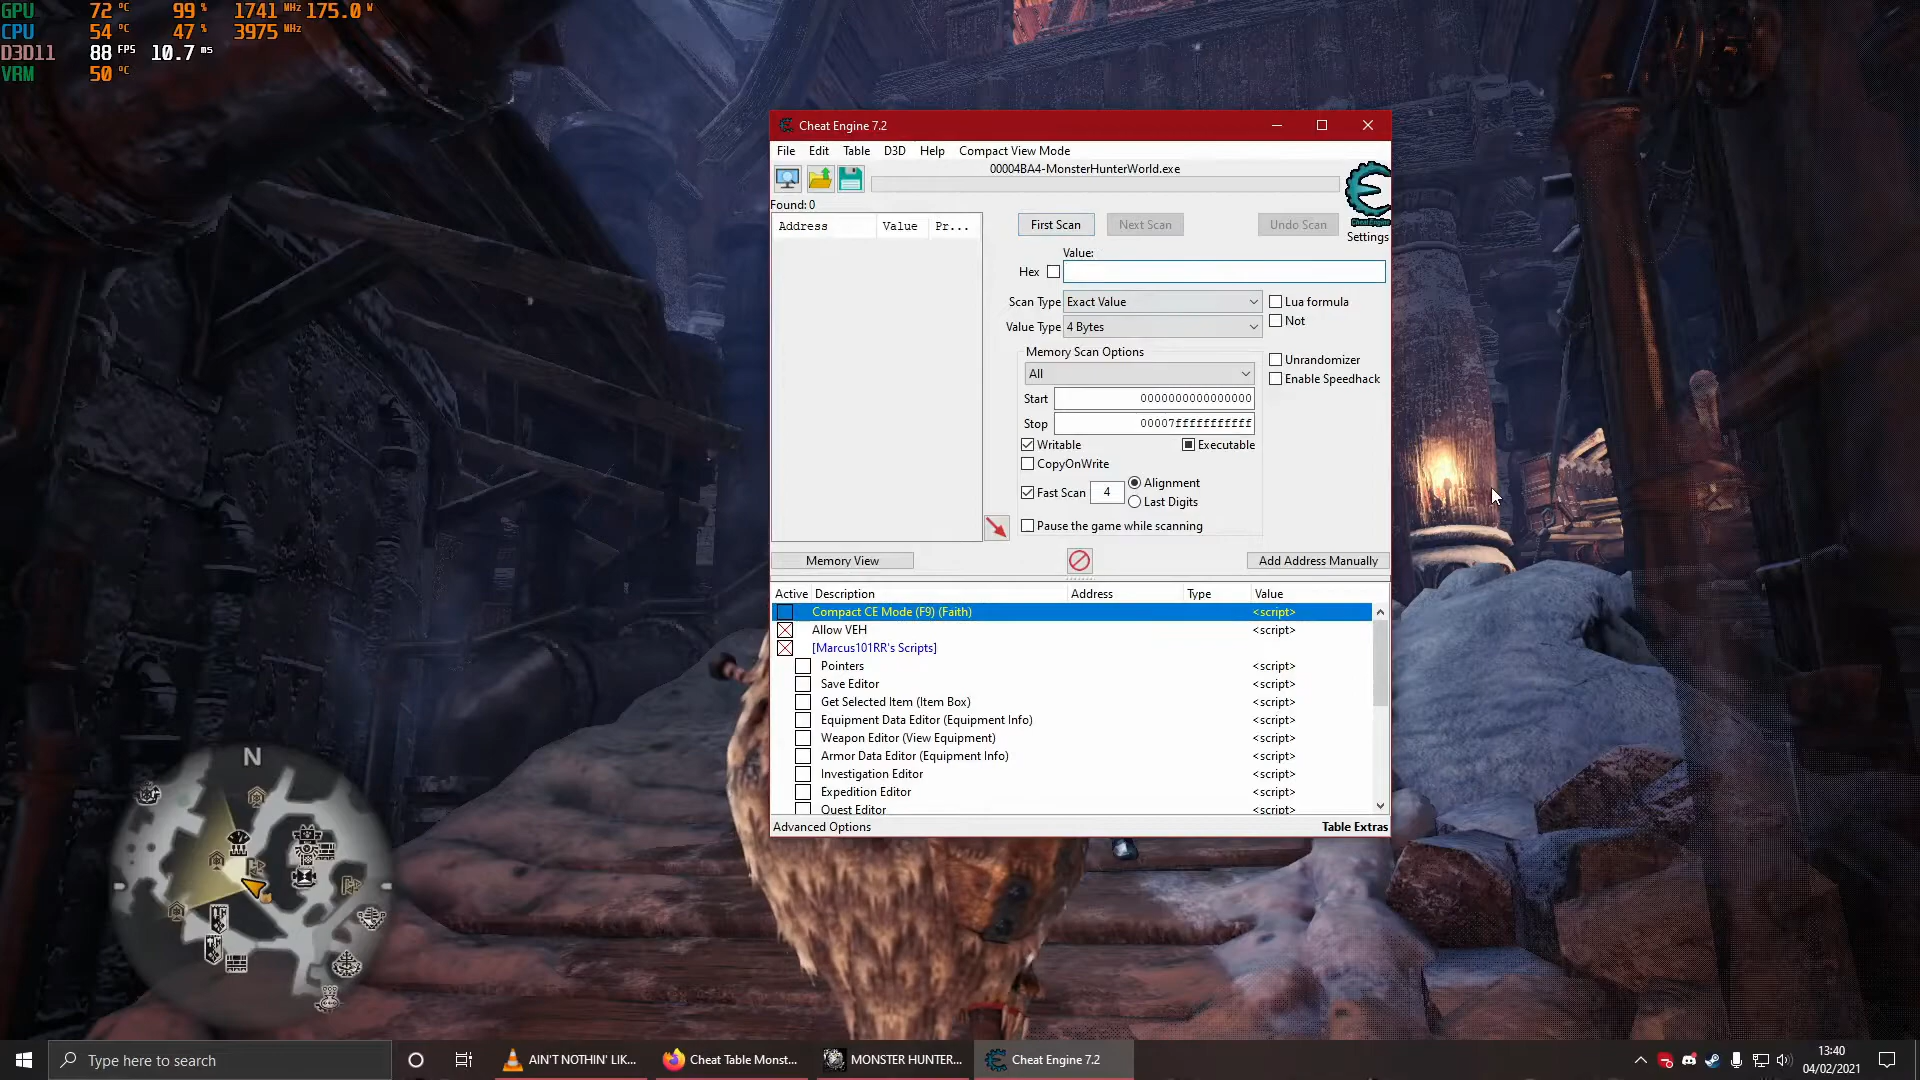 GPU 72 °C 99 % 1741 MHz 175.0 W
CPU 54 °C 47 % 3975 MHz
D3D11 88 FPS 10.7 ms
VRM 50 °C
Cheat Engine 7.2
File Edit Table D3D Help Compact View Mode
00004BA4-MonsterHunterWorld.exe
Found: 0
Cheat Engine
Settings
Address Value Pr...
First Scan Next Scan Undo Scan
Value:
Hex
Scan Type Exact Value Lua formula
Not
Value Type 4 Bytes
Memory Scan Options
All
Unrandomizer
Enable Speedhack
Start 0000000000000000
Stop 00007fffffffffff
Writable Executable
CopyOnWrite
Fast Scan 4 Alignment
Last Digits
Pause the game while scanning
Memory View Add Address Manually
Active Description Address Type Value
Compact CE Mode (F9) (Faith) <script>
Allow VEH <script>
[Marcus101RR's Scripts]
Pointers <script>
Save Editor <script>
Get Selected Item (Item Box) <script>
Equipment Data Editor (Equipment Info) <script>
Weapon Editor (View Equipment) <script>
Armor Data Editor (Equipment Info) <script>
Investigation Editor <script>
Expedition Editor <script>
Quest Editor <script>
Advanced Options Table Extras
N
Type here to search
AIN'T NOTHIN' LIK...
Cheat Table Monst...
MONSTER HUNTER...
Cheat Engine 7.2
13:40
04/02/2021